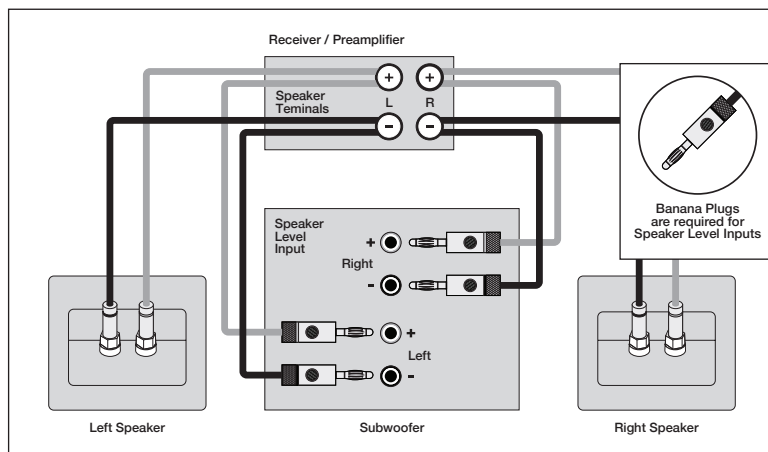 Receiver / Preamplifier
Speaker
Teminals
+
+
L
R
-
-
Banana Plugs
are required for
Speaker Level Inputs
Speaker
Level
Input
+
Right
-
+
Left
-
Left Speaker
Subwoofer
Right Speaker